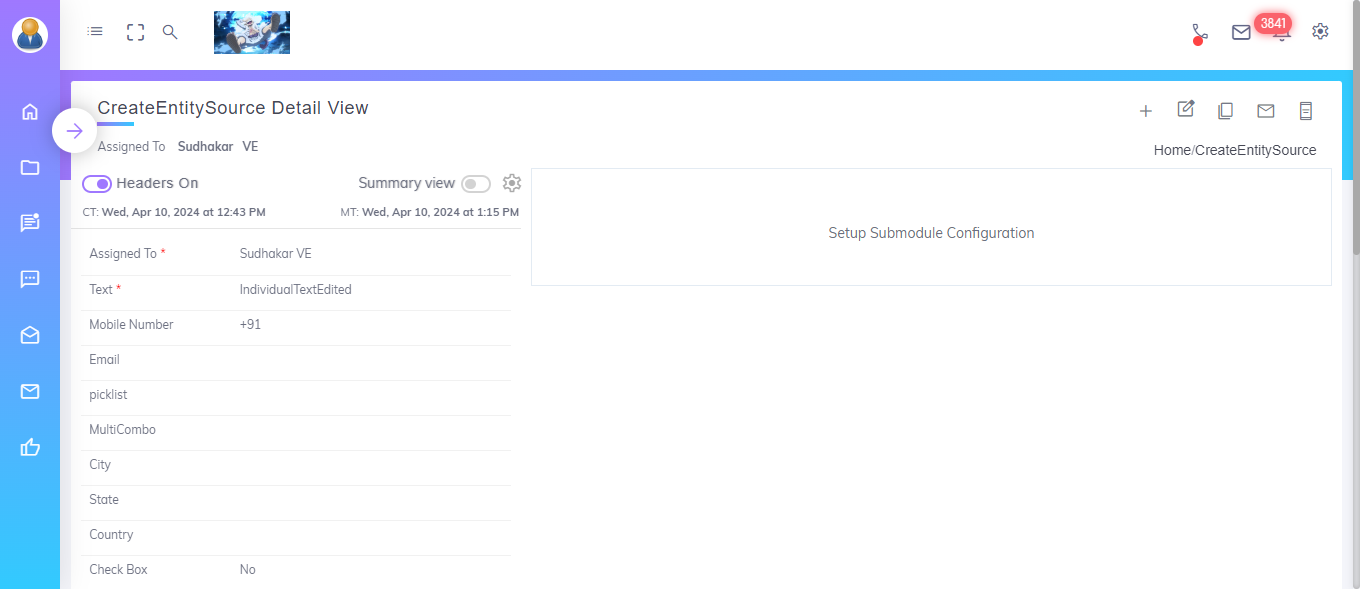 3841
CreateEntitySource Detail View
Assigned To Sudhakar VE
Home/CreateEntitySource
Headers On Summary view
CT: Wed, Apr 10, 2024 at 12:43 PM MT: Wed, Apr 10, 2024 at 1:15 PM
Setup Submodule Configuration
Assigned To * Sudhakar VE
Text * IndividualTextEdited
Mobile Number +91
Email
picklist
MultiCombo
City
State
Country
Check Box No